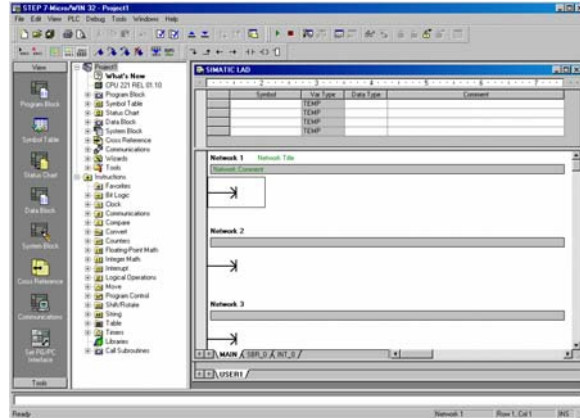 STEP 7-Micro/WIN 32 - Project1
File Edit View PLC Debug Tools Windows Help
View
Program Block
Symbol Table
Status Chart
Data Block
System Block
Cross Reference
Communications
Set PG/PC
Interface
Tools
Project1
What's New
CPU 221 REL 01.10
Program Block
Symbol Table
Status Chart
Data Block
System Block
Cross Reference
Communications
Wizards
Tools
Instructions
Favorites
Bit Logic
Clock
Communications
Compare
Convert
Counters
Floating-Point Math
Integer Math
Interrupt
Logical Operations
Move
Program Control
Shift/Rotate
String
Table
Timers
Libraries
Call Subroutines
SIMATIC LAD
Symbol Var Type Data Type Comment
TEMP
TEMP
TEMP
TEMP
Network 1 Network Title
Network Comment
Network 2
Network 3
MAIN SBR_0 INT_0
USER1
Ready Network 1 Row 1, Col 1 INS